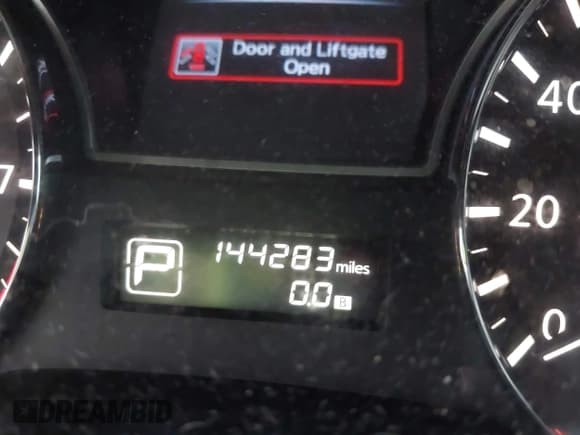 Door and Liftgate
Open
40
7
20
P
144283 miles
0.0 B
0
DREAMBID